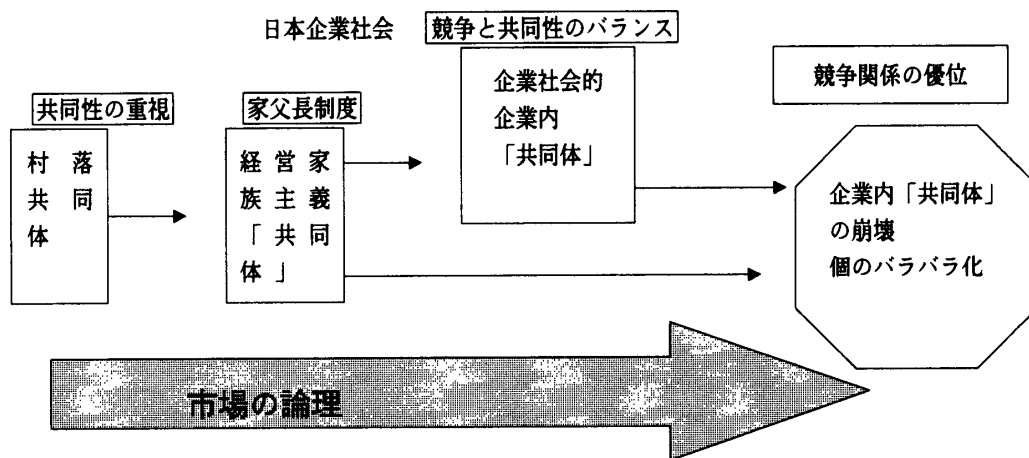 日本企業社会
競争と共同性のバランス
共同性の重視
村落
共同
体
家父長制度
経営家
族主義
「共同
体」
企業社会的
企業内
「共同体」
競争関係の優位
企業内「共同体」
の崩壊
個のバラバラ化
市場の論理